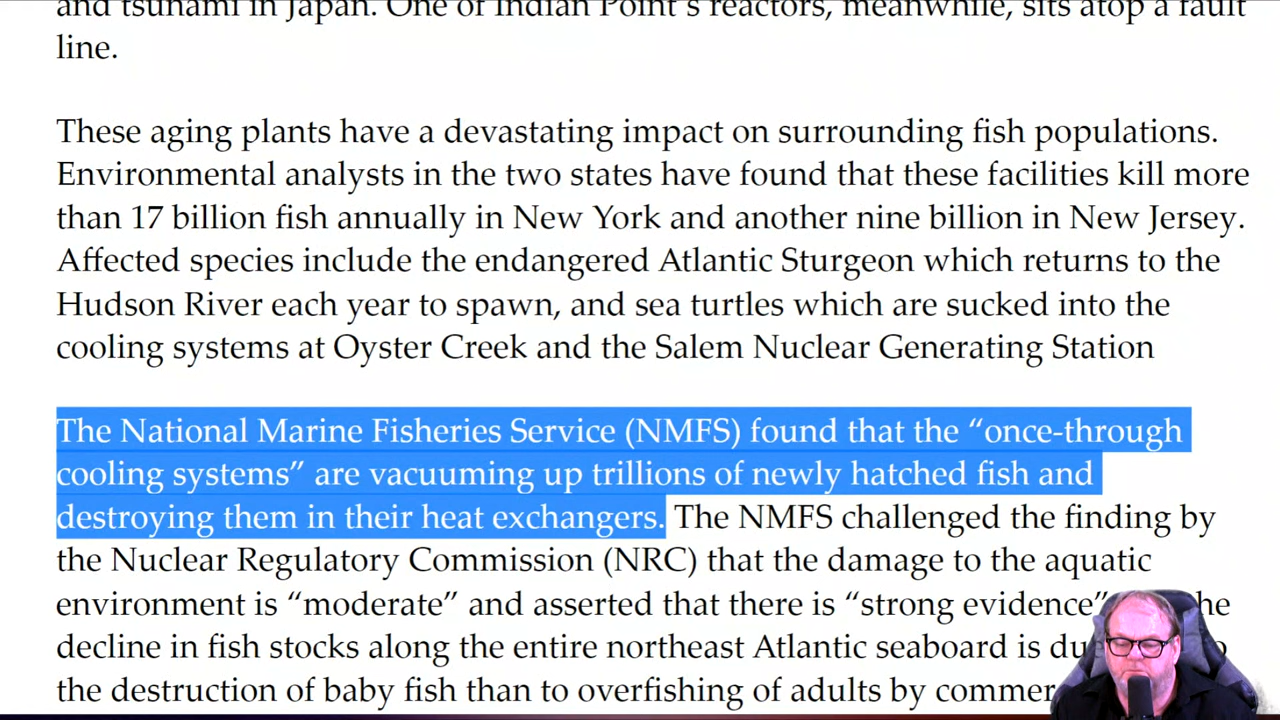 and tsunami in Japan. One of Indian Point's reactors, meanwhile, sits atop a fault
line.
These aging plants have a devastating impact on surrounding fish populations.
Environmental analysts in the two states have found that these facilities kill more
than 17 billion fish annually in New York and another nine billion in New Jersey.
Affected species include the endangered Atlantic Sturgeon which returns to the
Hudson River each year to spawn, and sea turtles which are sucked into the
cooling systems at Oyster Creek and the Salem Nuclear Generating Station
The National Marine Fisheries Service (NMFS) found that the “once-through
cooling systems” are vacuuming up trillions of newly hatched fish and
destroying them in their heat exchangers. The NMFS challenged the finding by
the Nuclear Regulatory Commission (NRC) that the damage to the aquatic
environment is “moderate” and asserted that there is “strong evidence”
decline in fish stocks along the entire northeast Atlantic seaboard is
the destruction of baby fish than to overfishing of adults by